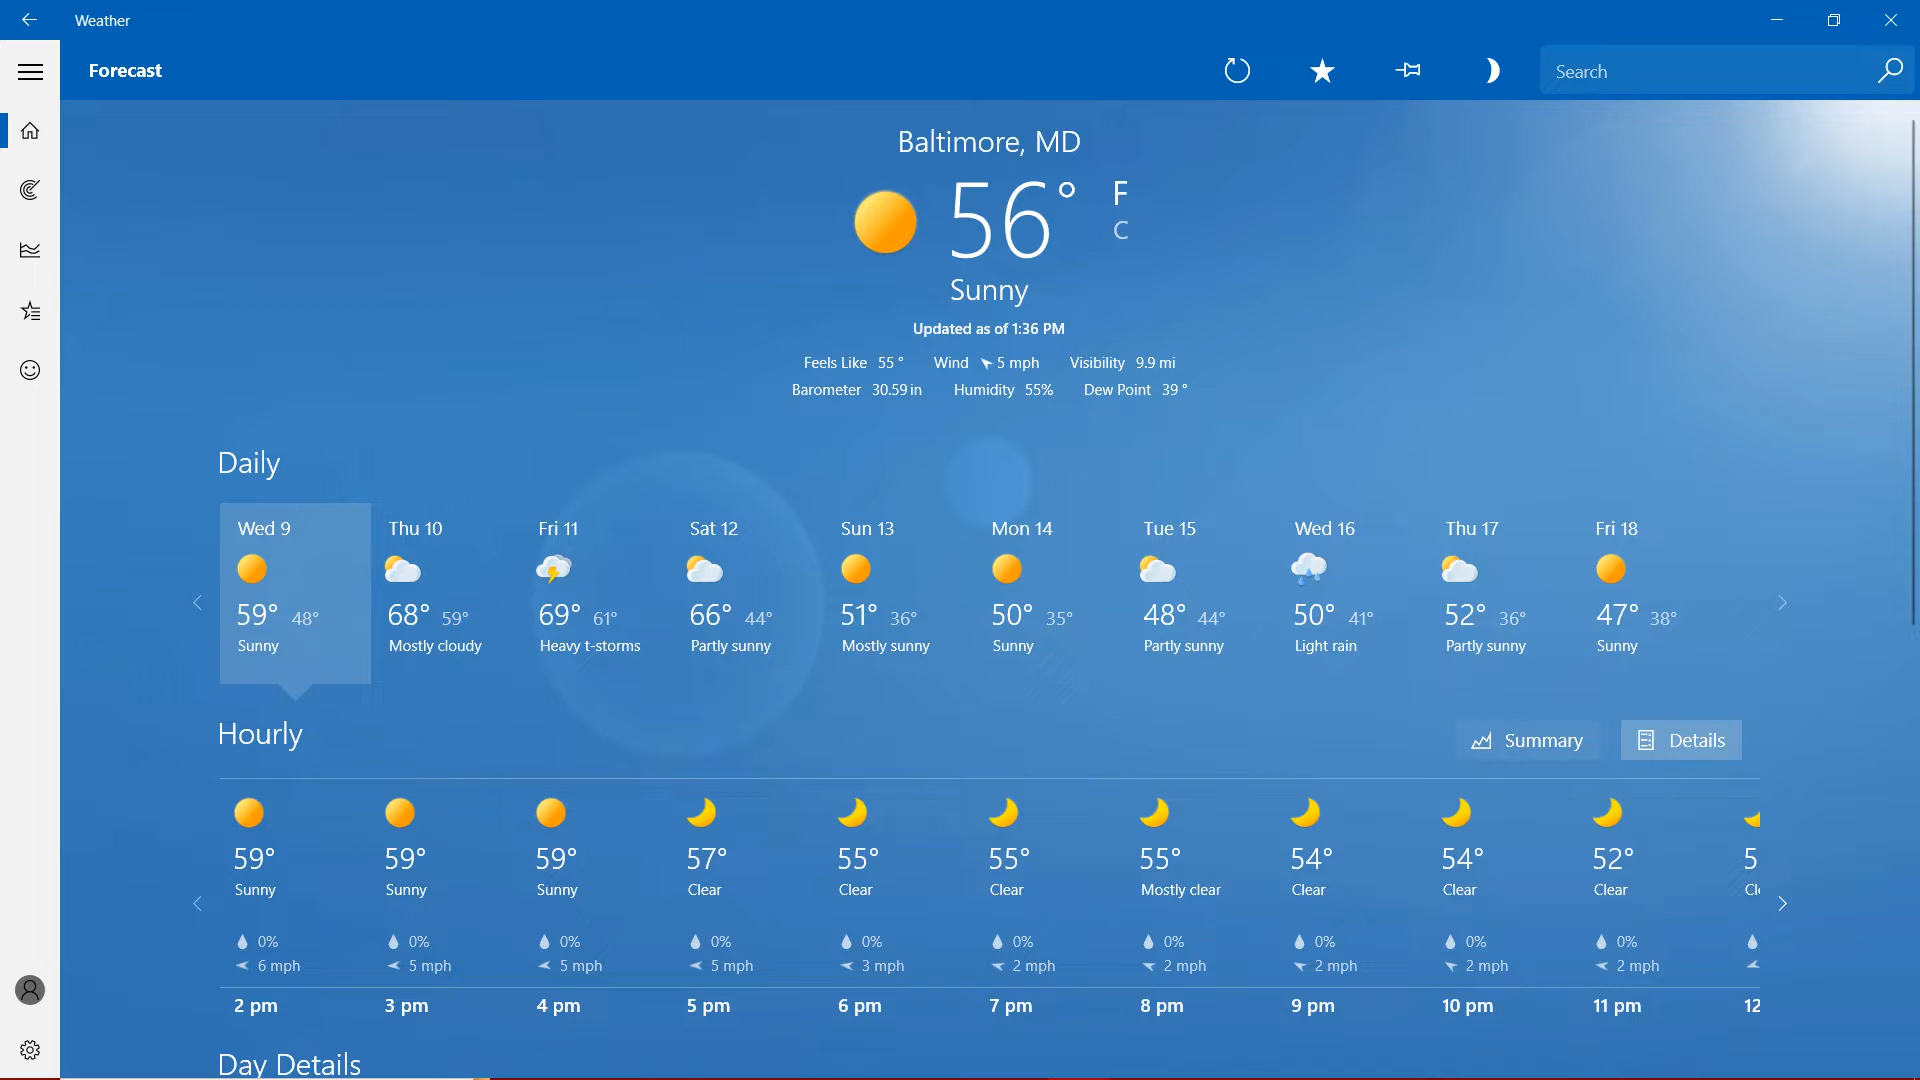 Weather
Forecast
Search
Baltimore, MD
56° F
C
Sunny
Updated as of 1:36 PM
Feels Like 55 ° Wind 5 mph Visibility 9.9 mi
Barometer 30.59 in Humidity 55% Dew Point 39 °
Daily
Wed 9 Thu 10 Fri 11 Sat 12 Sun 13 Mon 14 Tue 15 Wed 16 Thu 17 Fri 18
59° 48° 68° 59° 69° 61° 66° 44° 51° 36° 50° 35° 48° 44° 50° 41° 52° 36° 47° 38°
Sunny Mostly cloudy Heavy t-storms Partly sunny Mostly sunny Sunny Partly sunny Light rain Partly sunny Sunny
Hourly
Summary Details
59° 59° 59° 57° 55° 55° 55° 54° 54° 52° 5
Sunny Sunny Sunny Clear Clear Clear Mostly clear Clear Clear Clear Cl
0% 0% 0% 0% 0% 0% 0% 0% 0% 0%
6 mph 5 mph 5 mph 5 mph 3 mph 2 mph 2 mph 2 mph 2 mph 2 mph
2 pm 3 pm 4 pm 5 pm 6 pm 7 pm 8 pm 9 pm 10 pm 11 pm 12
Day Details